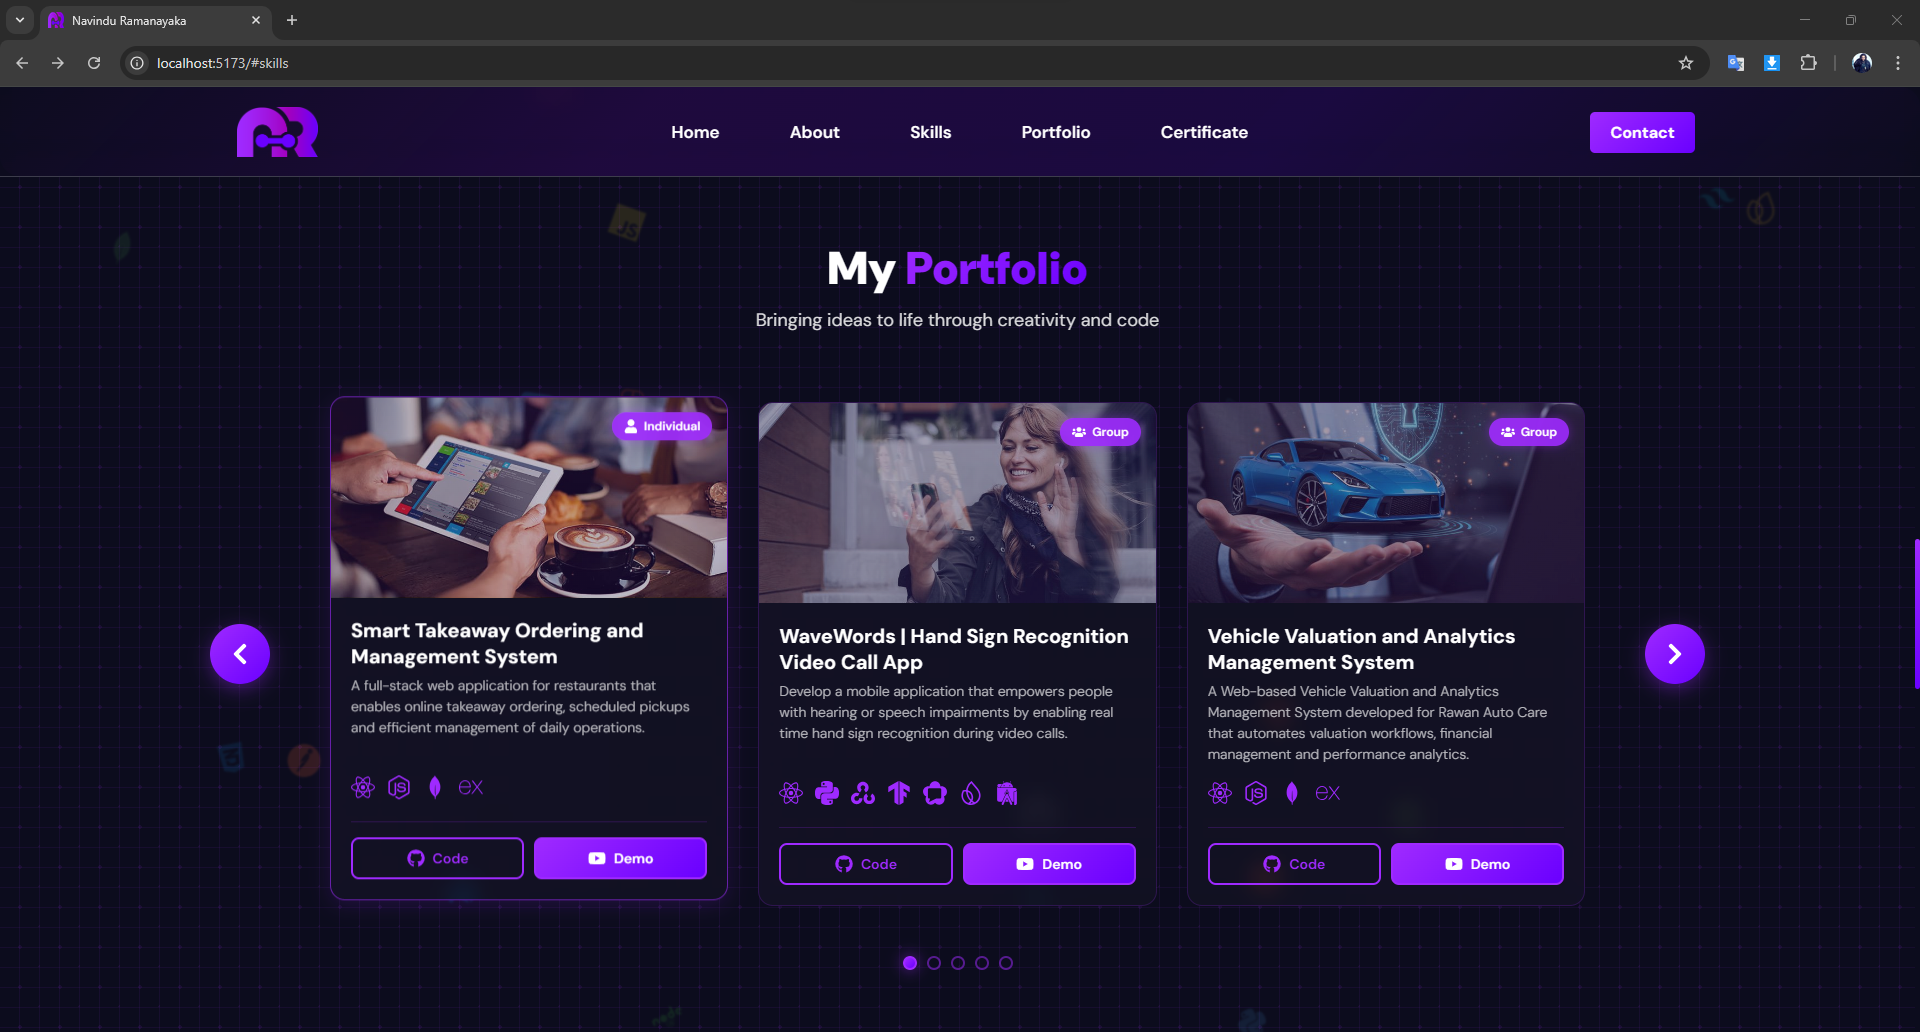 Navindu Ramanayaka
localhost:5173/#skills
Home
About
Skills
Portfolio
Certificate
Contact
JS
My Portfolio
Bringing ideas to life through creativity and code
Individual
Smart Takeaway Ordering and
Management System
A full-stack web application for restaurants that
enables online takeaway ordering, scheduled pickups
and efficient management of daily operations.
JS
ex
Code
Demo
Group
WaveWords | Hand Sign Recognition
Video Call App
Develop a mobile application that empowers people
with hearing or speech impairments by enabling real
time hand sign recognition during video calls.
Code
Demo
Group
Vehicle Valuation and Analytics
Management System
A Web-based Vehicle Valuation and Analytics
Management System developed for Rawan Auto Care
that automates valuation workflows, financial
management and performance analytics.
JS
ex
Code
Demo
node